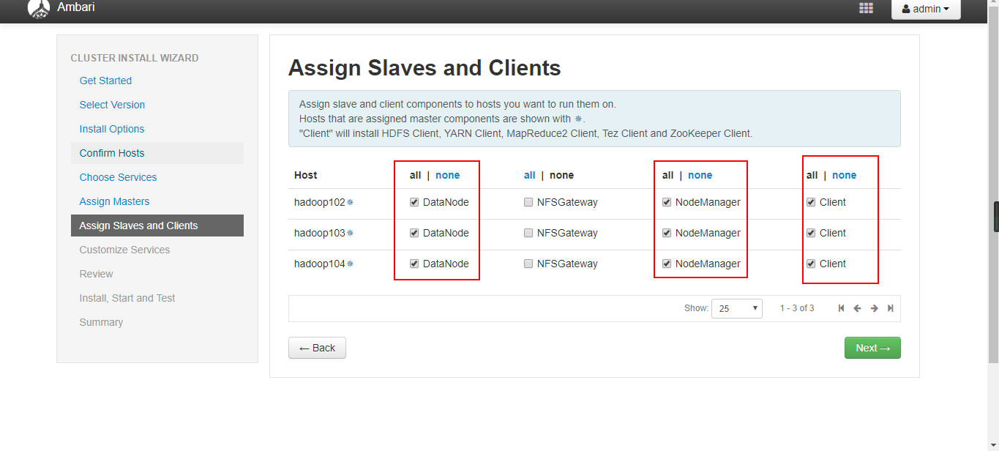 Ambari
admin
CLUSTER INSTALL WIZARD
Get Started
Select Version
Install Options
Confirm Hosts
Choose Services
Assign Masters
Assign Slaves and Clients
Customize Services
Review
Install, Start and Test
Summary
Assign Slaves and Clients
Assign slave and client components to hosts you want to run them on.
Hosts that are assigned master components are shown with ✵.
"Client" will install HDFS Client, YARN Client, MapReduce2 Client, Tez Client and ZooKeeper Client.
Host all | none all | none all | none all | none
hadoop102✵ DataNode NFSGateway NodeManager Client
hadoop103✵ DataNode NFSGateway NodeManager Client
hadoop104✵ DataNode NFSGateway NodeManager Client
Show: 25 1 - 3 of 3
← Back Next →